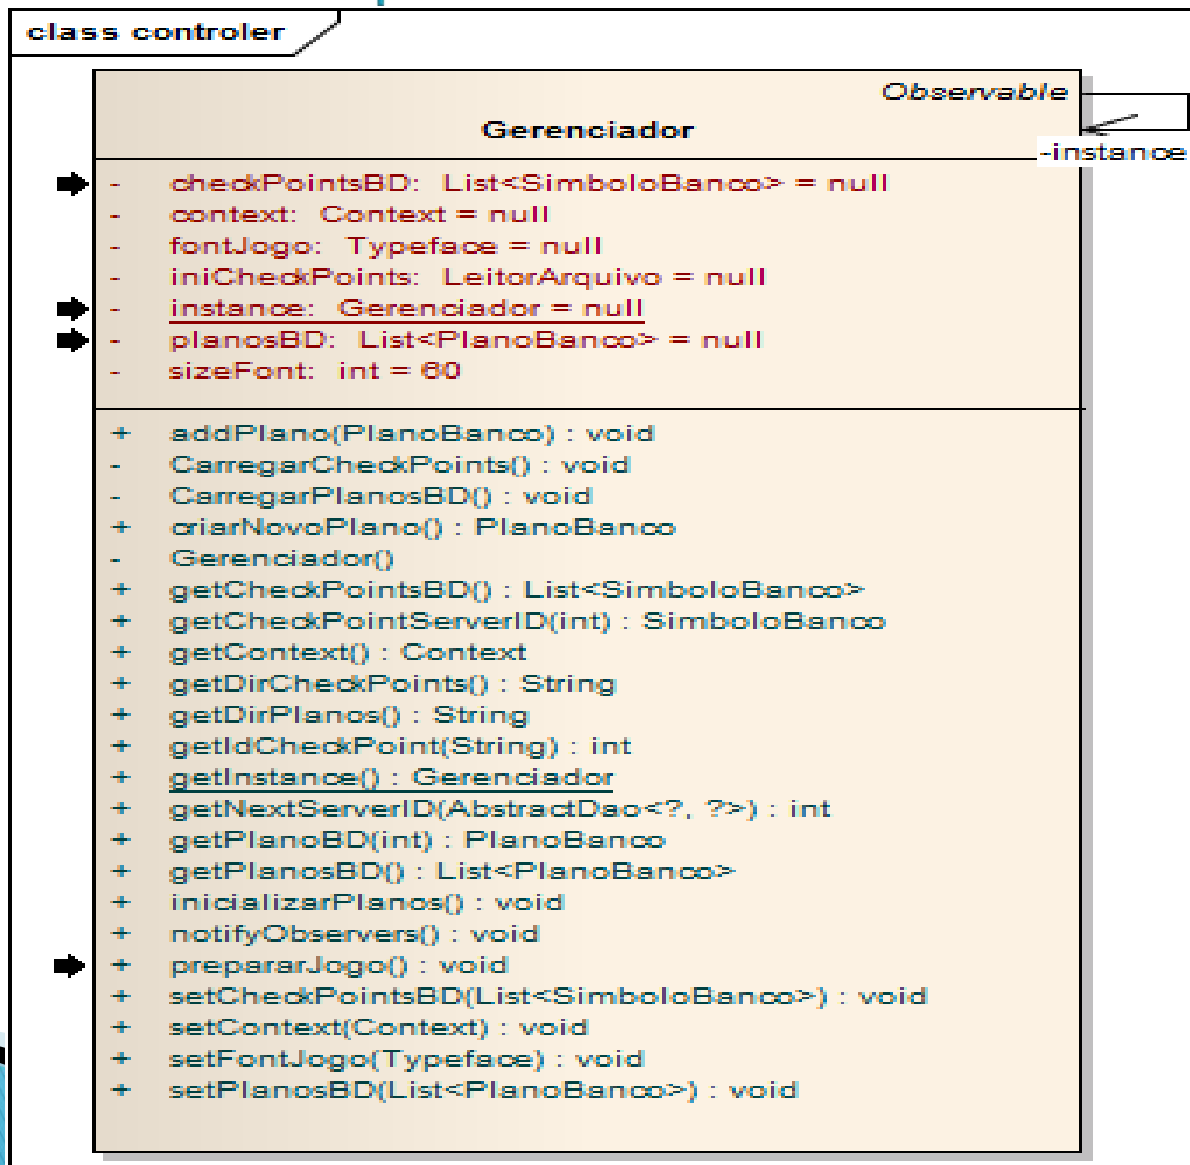 class controler
Observable
Gerenciador
-instance
- checkPointsBD: List<SimboloBanco> = null
- context: Context = null
- fontJogo: Typeface = null
- iniCheckPoints: LeitorArquivo = null
- instance: Gerenciador = null
- planosBD: List<PlanoBanco> = null
- sizeFont: int = 60
+ addPlano(PlanoBanco) : void
- CarregarCheckPoints() : void
- CarregarPlanosBD() : void
+ criarNovoPlano() : PlanoBanco
- Gerenciador()
+ getCheckPointsBD() : List<SimboloBanco>
+ getCheckPointServerID(int) : SimboloBanco
+ getContext() : Context
+ getDirCheckPoints() : String
+ getDirPlanos() : String
+ getIdCheckPoint(String) : int
+ getInstance() : Gerenciador
+ getNextServerID(AbstractDao<?, ?>) : int
+ getPlanoBD(int) : PlanoBanco
+ getPlanosBD() : List<PlanoBanco>
+ inicializarPlanos() : void
+ notifyObservers() : void
+ prepararJogo() : void
+ setCheckPointsBD(List<SimboloBanco>) : void
+ setContext(Context) : void
+ setFontJogo(Typeface) : void
+ setPlanosBD(List<PlanoBanco>) : void